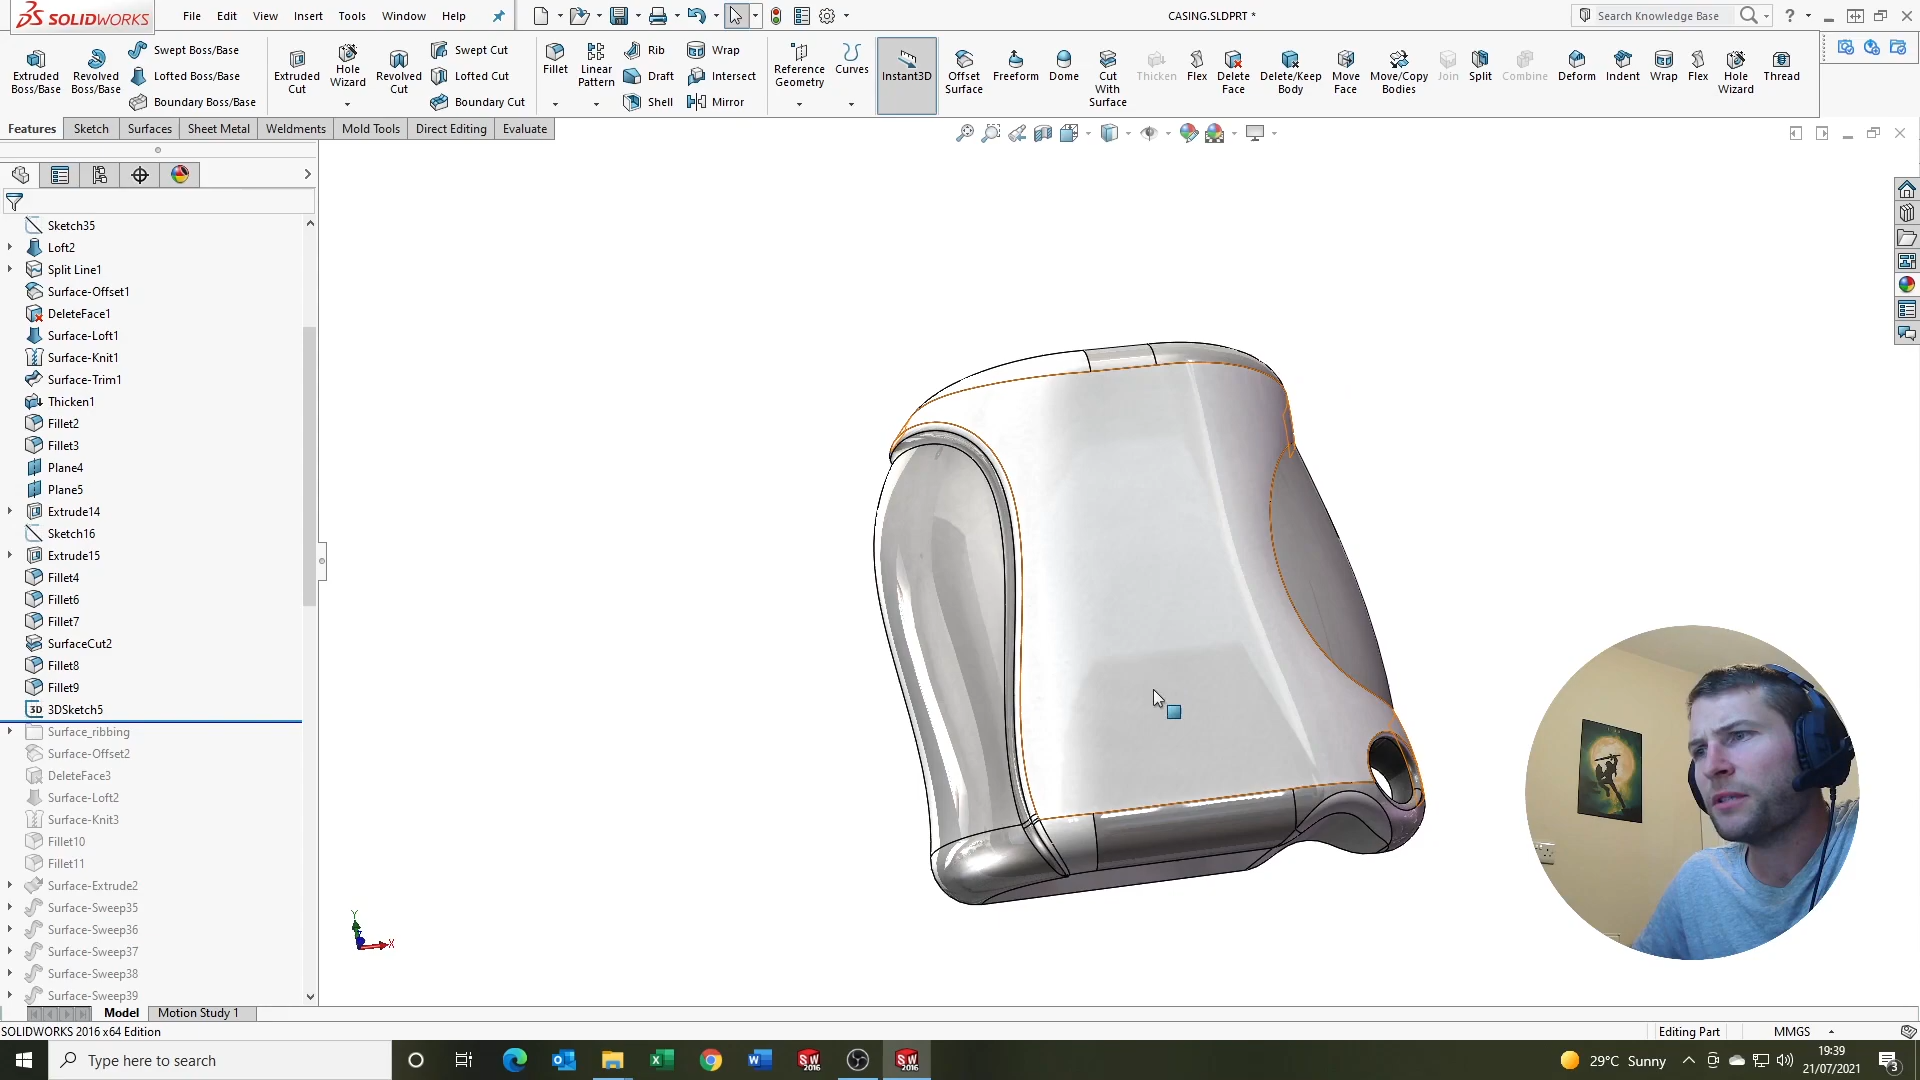 SOLIDWORKS
File Edit View Insert Tools Window Help
CASING.SLDPRT *
Search Knowledge Base
?
Extruded Boss/Base
Revolved Boss/Base
Swept Boss/Base
Lofted Boss/Base
Boundary Boss/Base
Extruded Cut
Hole Wizard
Revolved Cut
Swept Cut
Lofted Cut
Boundary Cut
Fillet
Linear Pattern
Rib
Draft
Shell
Wrap
Intersect
Mirror
Reference Geometry
Curves
Instant3D
Offset Surface
Freeform
Dome
Cut With Surface
Thicken
Flex
Delete Face
Delete/Keep Body
Move Face
Move/Copy Bodies
Join
Split
Combine
Deform
Indent
Wrap
Flex
Hole Wizard
Thread
Features Sketch Surfaces Sheet Metal Weldments Mold Tools Direct Editing Evaluate
Sketch35
Loft2
Split Line1
Surface-Offset1
DeleteFace1
Surface-Loft1
Surface-Knit1
Surface-Trim1
Thicken1
Fillet2
Fillet3
Plane4
Plane5
Extrude14
Sketch16
Extrude15
Fillet4
Fillet6
Fillet7
SurfaceCut2
Fillet8
Fillet9
3D 3DSketch5
Surface_ribbing
Surface-Offset2
DeleteFace3
Surface-Loft2
Surface-Knit3
Fillet10
Fillet11
Surface-Extrude2
Surface-Sweep35
Surface-Sweep36
Surface-Sweep37
Surface-Sweep38
Surface-Sweep39
Y
X
Model Motion Study 1
SOLIDWORKS 2016 x64 Edition
Editing Part MMGS
Type here to search
SW 2016
SW 2016
29°C Sunny
19:39
21/07/2021
3